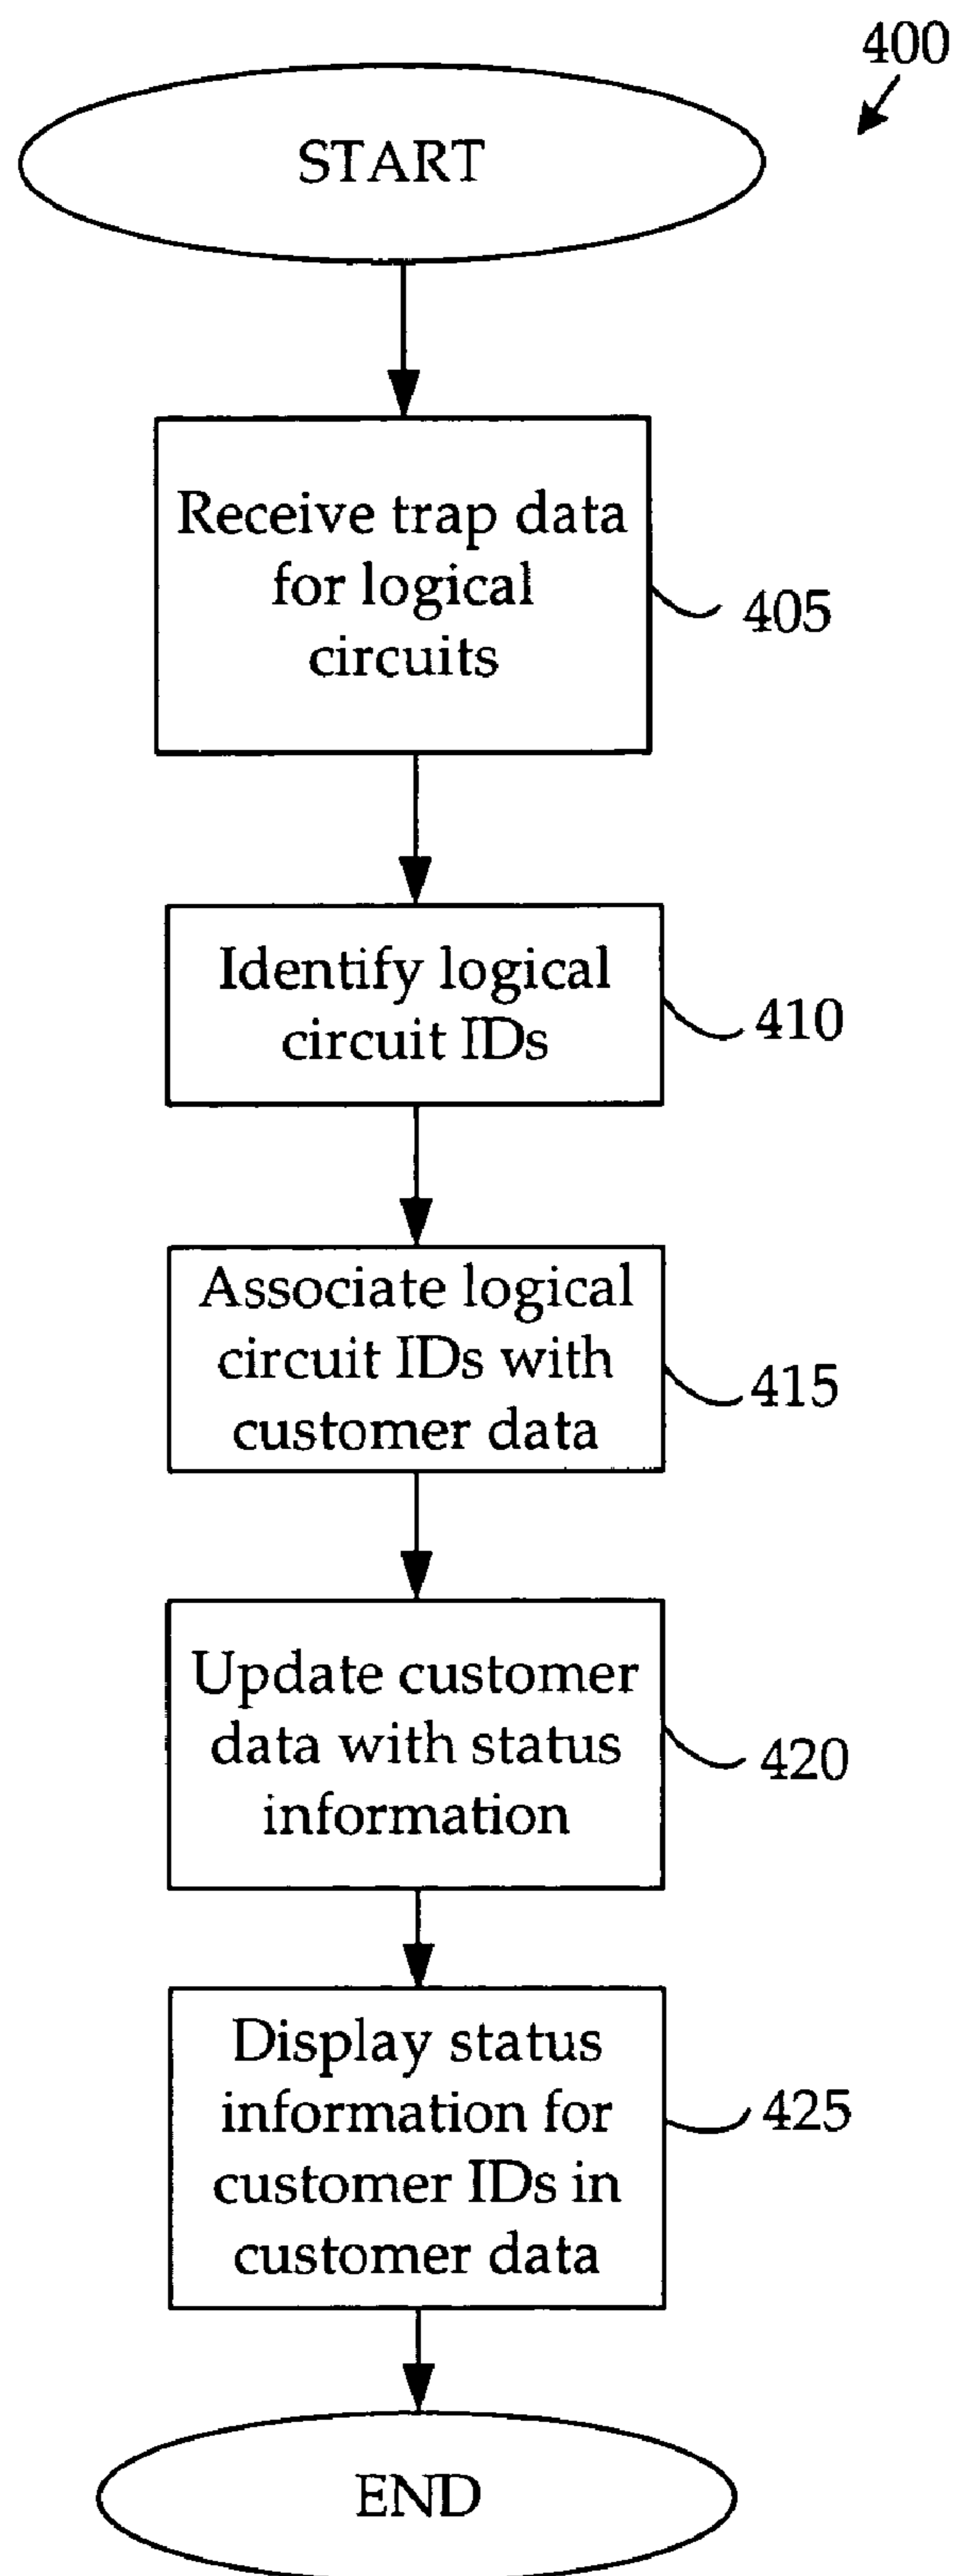 400
START
Receive trap data
for logical
circuits
405
Identify logical
circuit IDs
410
Associate logical
circuit IDs with
customer data
415
Update customer
data with status
information
420
Display status
information for
customer IDs in
customer data
425
END